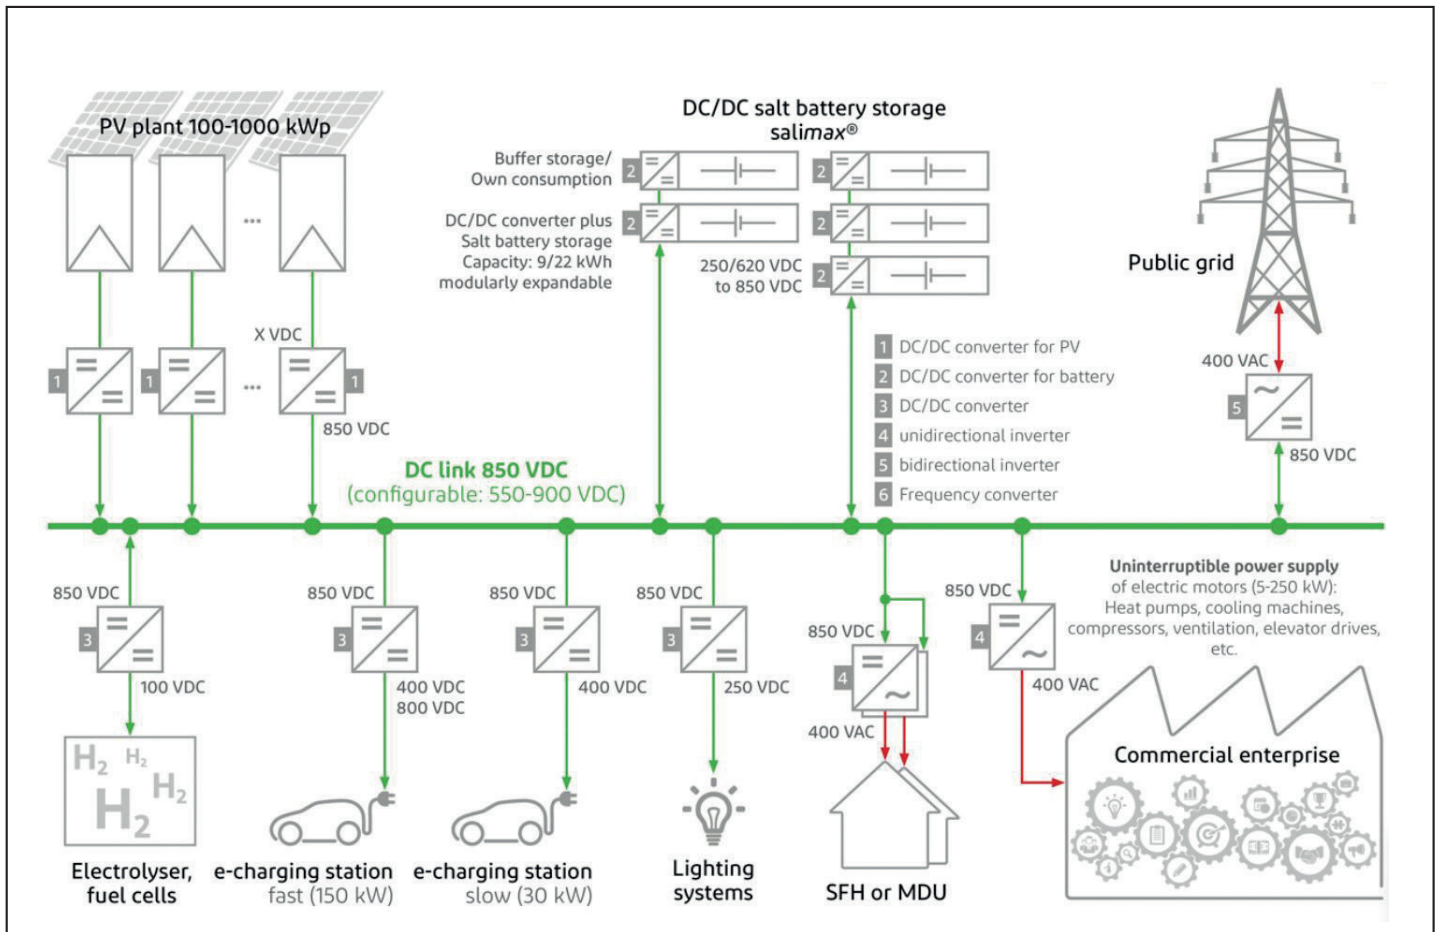 PV plant 100-1000 kWp
...
1
1
...
1
X VDC
850 VDC
DC/DC salt battery storage
salimax®
Buffer storage/
Own consumption
DC/DC converter plus
Salt battery storage
Capacity: 9/22 kWh
modularly expandable
2
2
2
2
2
250/620 VDC
to 850 VDC
1 DC/DC converter for PV
2 DC/DC converter for battery
3 DC/DC converter
4 unidirectional inverter
5 bidirectional inverter
6 Frequency converter
Public grid
400 VAC
5
850 VDC
DC link 850 VDC
(configurable: 550-900 VDC)
850 VDC
3
100 VDC
H2
H2
H2
H2
Electrolyser,
fuel cells
850 VDC
3
400 VDC
800 VDC
e-charging station
fast (150 kW)
850 VDC
3
400 VDC
e-charging station
slow (30 kW)
850 VDC
3
250 VDC
Lighting
systems
850 VDC
4
400 VAC
SFH or MDU
850 VDC
4
400 VAC
Uninterruptible power supply
of electric motors (5-250 kW):
Heat pumps, cooling machines,
compressors, ventilation, elevator drives,
etc.
Commercial enterprise